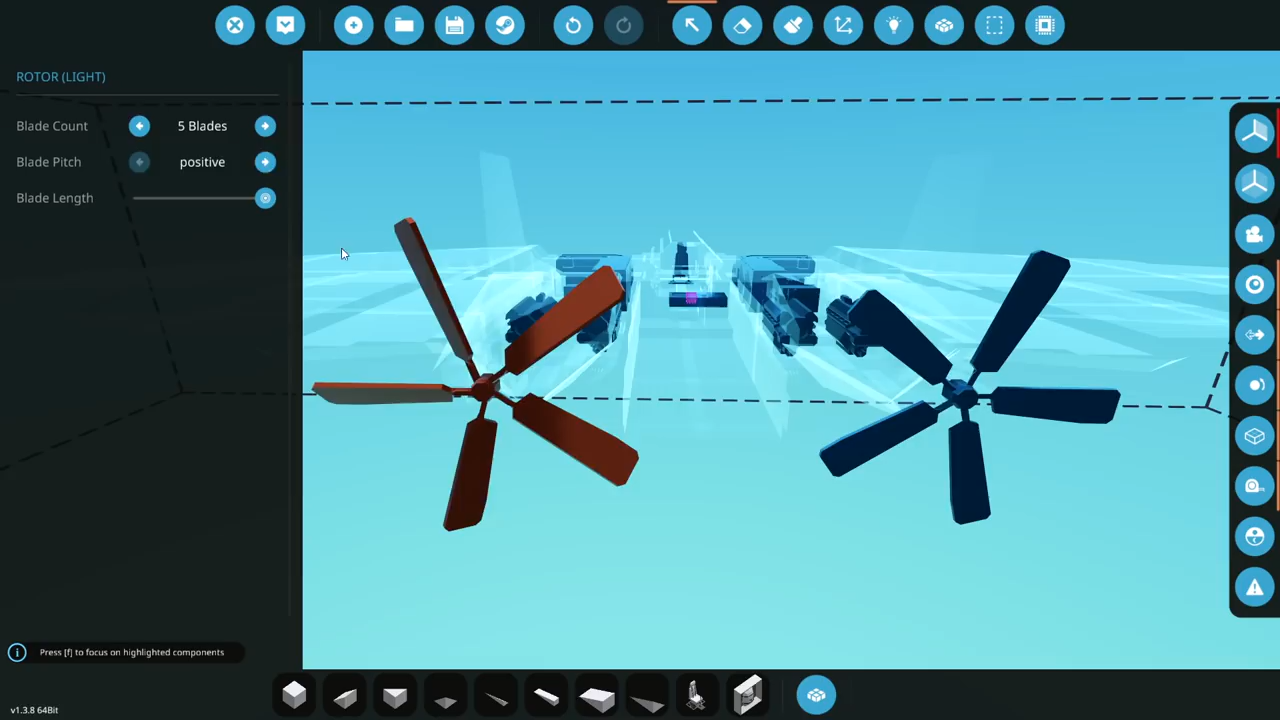 ROTOR (LIGHT)
Blade Count
5 Blades
Blade Pitch
positive
Blade Length
Press [f] to focus on highlighted components
v1.3.8 64Bit